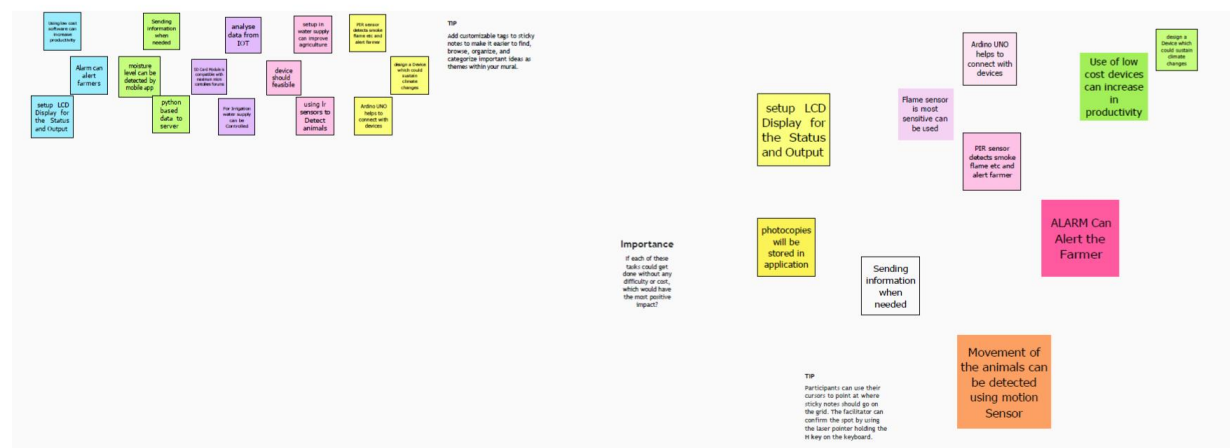 Using low cost
software can
increase
productivity
Sending
information
when
needed
analyse
data from
IOT
setup in
water supply
can improve
agriculture
PIR sensor
detects smoke
flame etc and
alert farmer
Alarm can
alert
farmers
moisture
level can be
detected by
mobile app
device
should
feasibile
design a Device
which could
sustain
climate
changes
setup LCD
Display for
the Status
and Output
python
based
data to
server
For Irrigation
water supply
can be
Controlled
using Ir
sensors to
Detect
animals
Ardino UNO
helps to
connect with
devices
TIP
Add customizable tags to sticky
notes to make it easier to find,
browse, organize, and
categorize important ideas as
themes within your mural.
Importance
If each of these
tasks could get
done without any
difficulty or cost,
which would have
the most positive
impact?
setup LCD
Display for
the Status
and Output
photocopies
will be
stored in
application
Sending
information
when
needed
Flame sensor
is most
sensitive can
be used
Ardino UNO
helps to
connect with
devices
PIR sensor
detects smoke
flame etc and
alert farmer
Use of low
cost devices
can increase
in
productivity
design a
Device which
could sustain
climate
changes
ALARM Can
Alert the
Farmer
Movement of
the animals can
be detected
using motion
Sensor
TIP
Participants can use their
cursors to point at where
sticky notes should go on
the grid. The facilitator can
confirm the spot by using
the laser pointer holding the
H key on the keyboard.